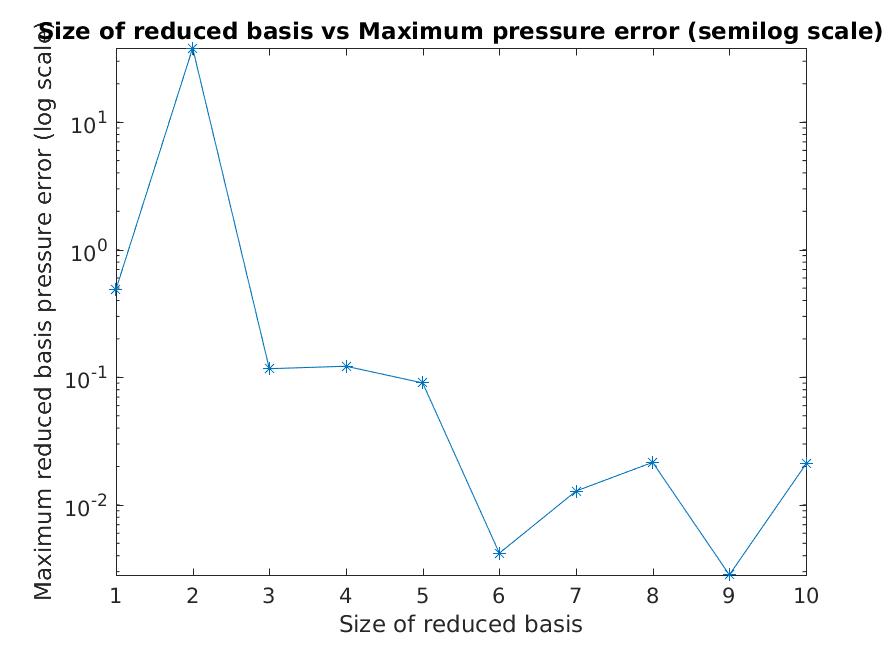 Size of reduced basis vs Maximum pressure error (semilog scale)
Maximum reduced basis pressure error (log scale)
10^1
10^0
10^-1
10^-2
1 2 3 4 5 6 7 8 9 10
Size of reduced basis